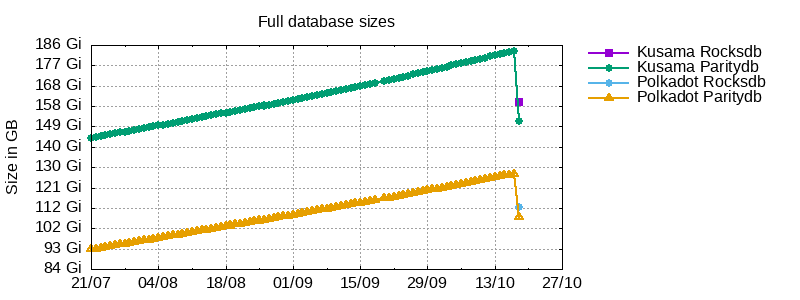 Full database sizes
186 Gi
177 Gi
168 Gi
158 Gi
149 Gi
140 Gi
130 Gi
121 Gi
112 Gi
102 Gi
93 Gi
84 Gi
Size in GB
21/07 04/08 18/08 01/09 15/09 29/09 13/10 27/10
Kusama Rocksdb
Kusama Paritydb
Polkadot Rocksdb
Polkadot Paritydb